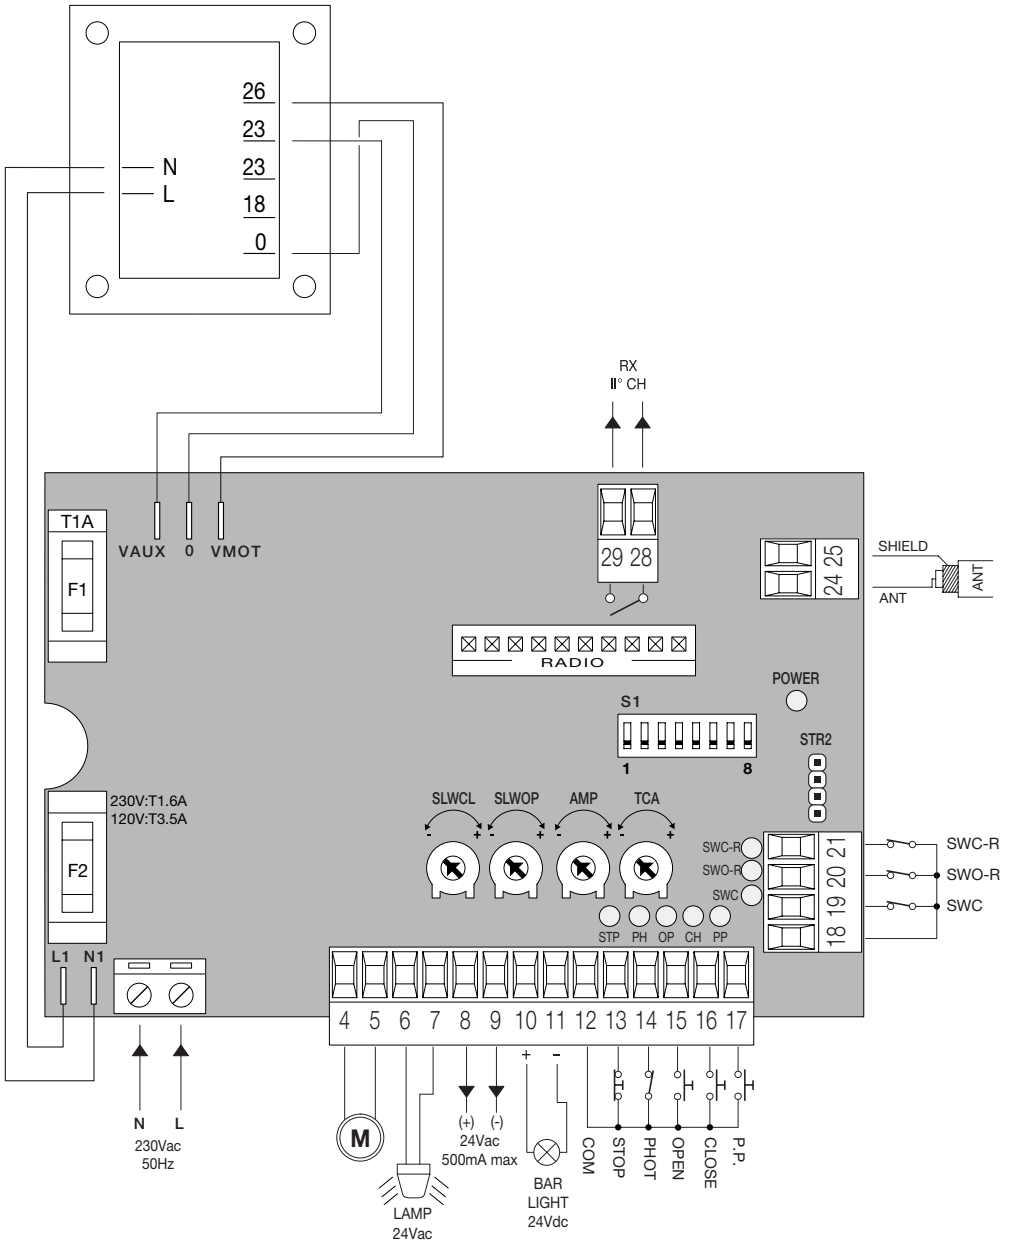 26
23
N
23
L
18
0
RX
II° CH
T1A
VAUX 0 VMOT
F1
29 28
24 25
SHIELD
ANT
ANT
RADIO
POWER
S1
1 8
STR2
230V:T1.6A
120V:T3.5A
SLWCL SLWOP AMP TCA
- + - + - + - +
F2
SWC-R
SWO-R
SWC
18 19 20 21
SWC-R
SWO-R
SWC
STP PH OP CH PP
L1 N1
4 5 6 7 8 9 10 11 12 13 14 15 16 17
+ -
N L
230Vac
50Hz
M
(+) (-)
24Vac
500mA max
LAMP
24Vac
BAR
LIGHT
24Vdc
COM
STOP
PHOT
OPEN
CLOSE
P.P.